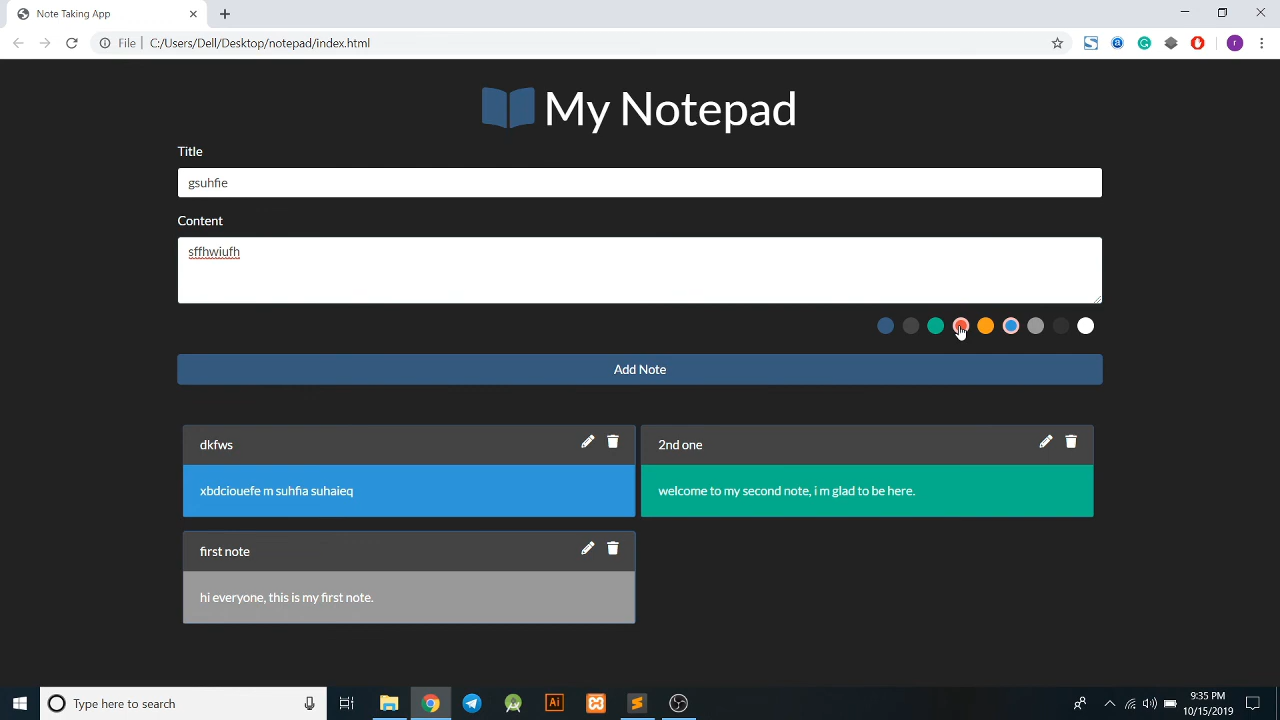 Note Taking App
File
C:/Users/Dell/Desktop/notepad/index.html
r
My Notepad
Title
gsuhfie
Content
sffhwiufh
Add Note
dkfws
xbdciouefe m suhfia suhaieq
2nd one
welcome to my second note, i m glad to be here.
first note
hi everyone, this is my first note.
Type here to search
Ai
9:35 PM
10/15/2019